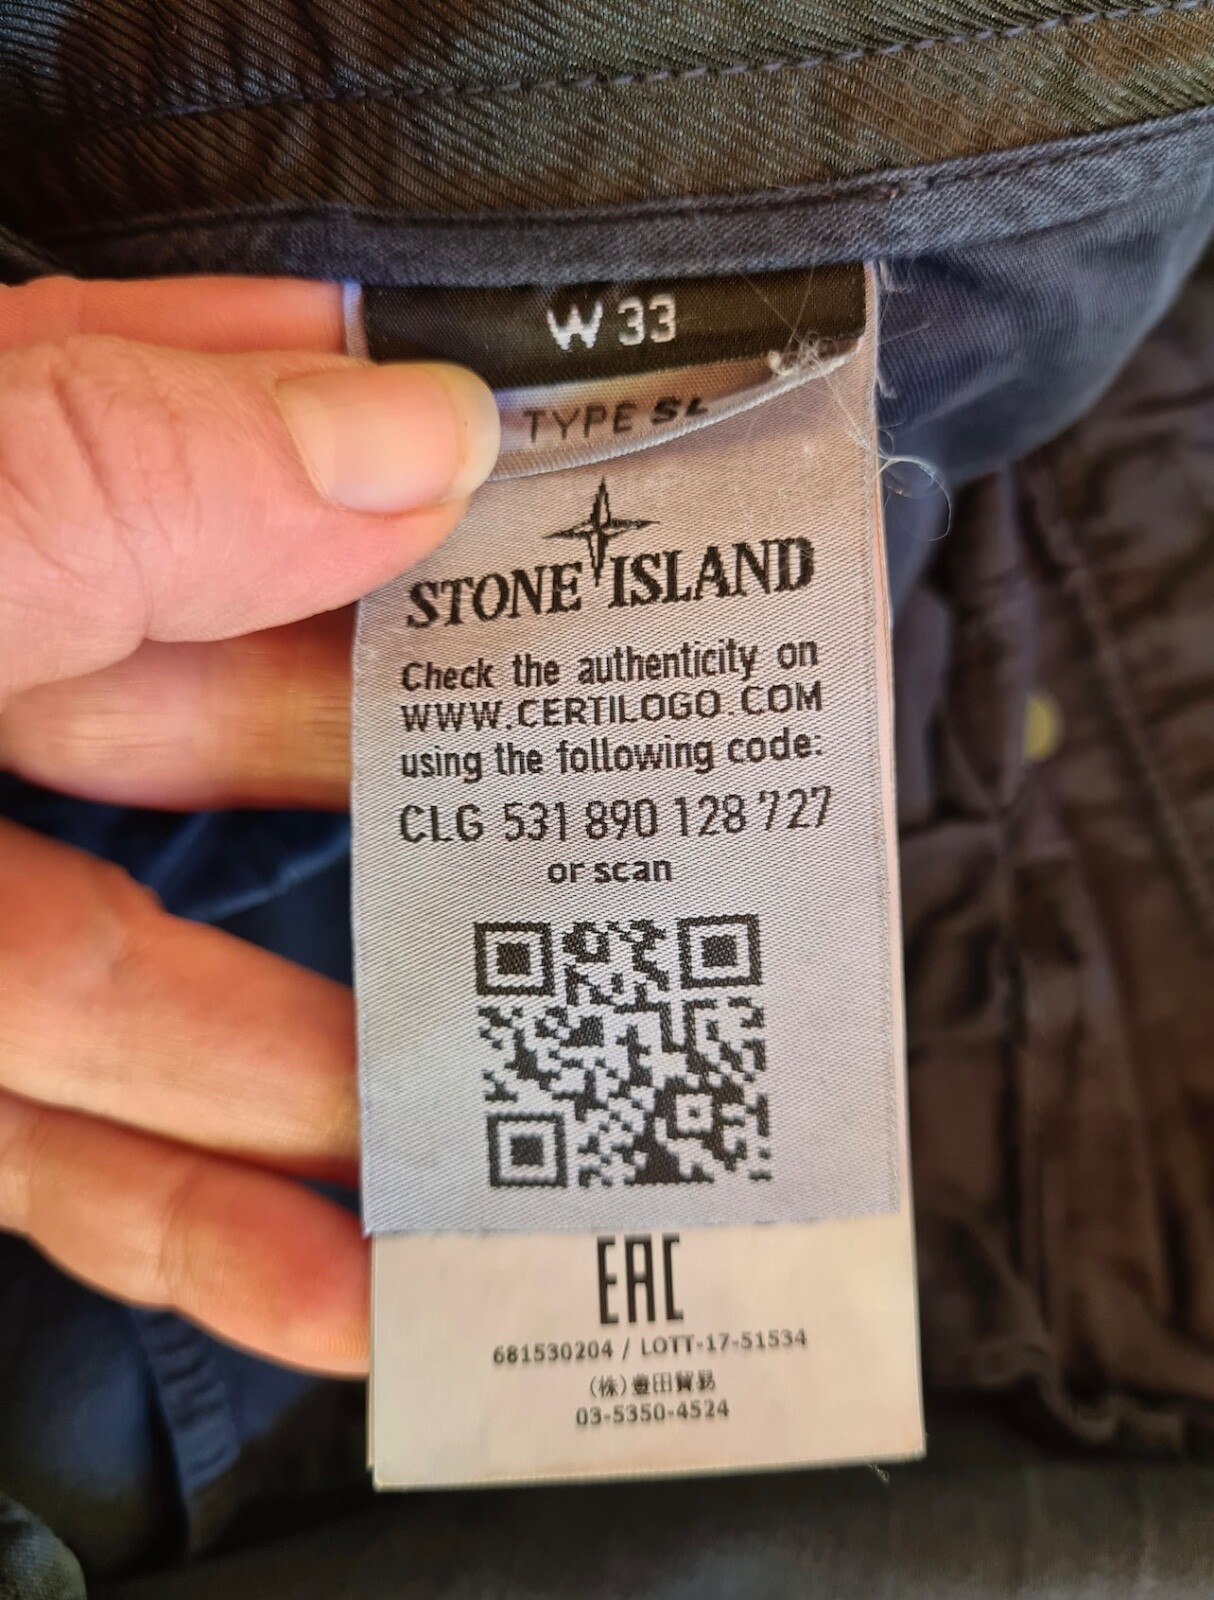 W 33
TYPE SL
STONE ISLAND
Check the authenticity on
WWW.CERTILOGO.COM
using the following code:
CLG 531 890 128 727
or scan
EAC
681530204 / LOTT-17-51534
(株)豊田貿易
03-5350-4524